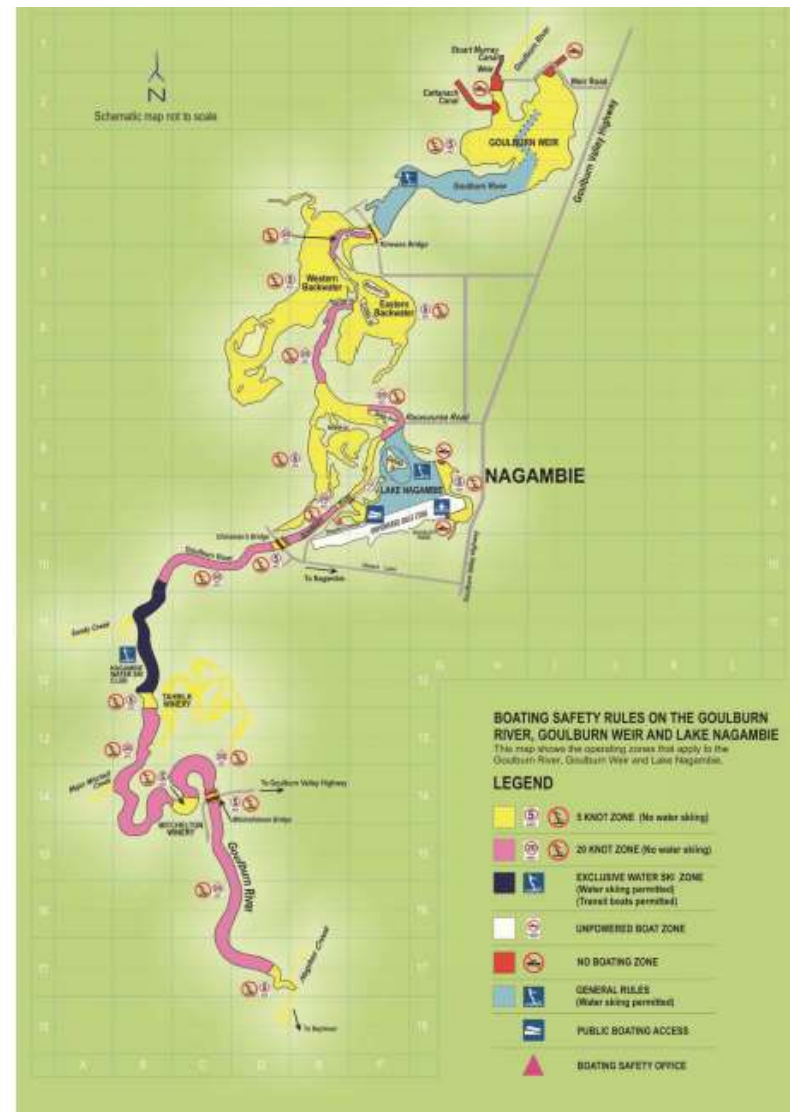 Stuart Murray
Canal
Weir
Goulburn River
Weir Road
Cattanach
Canal
N
Schematic map not to scale
GOULBURN WEIR
Goulburn Valley Highway
5
Goulburn River
Kirwans Bridge
Western
Backwater
Eastern
Backwater
Racecourse Road
NAGAMBIE
LAKE NAGAMBIE
UNPOWERED BOAT ZONE
Goulburn River
To Nagambie
Goulburn Valley Highway
Sandy Creek
NAGAMBIE
WATER SKI
CLUB
TAHBILK
WINERY
Major Mitchell
Creek
To Goulburn Valley Highway
MITCHELTON
WINERY
Goulburn River
Hughes Creek
To Seymour
BOATING SAFETY RULES ON THE GOULBURN
RIVER, GOULBURN WEIR AND LAKE NAGAMBIE
This map shows the operating zones that apply to the
Goulburn River, Goulburn Weir and Lake Nagambie.
LEGEND
5 KNOT ZONE (No water skiing)
20 KNOT ZONE (No water skiing)
EXCLUSIVE WATER SKI ZONE
(Water skiing permitted)
(Transit boats permitted)
UNPOWERED BOAT ZONE
NO BOATING ZONE
GENERAL RULES
(Water skiing permitted)
PUBLIC BOATING ACCESS
BOATING SAFETY OFFICE